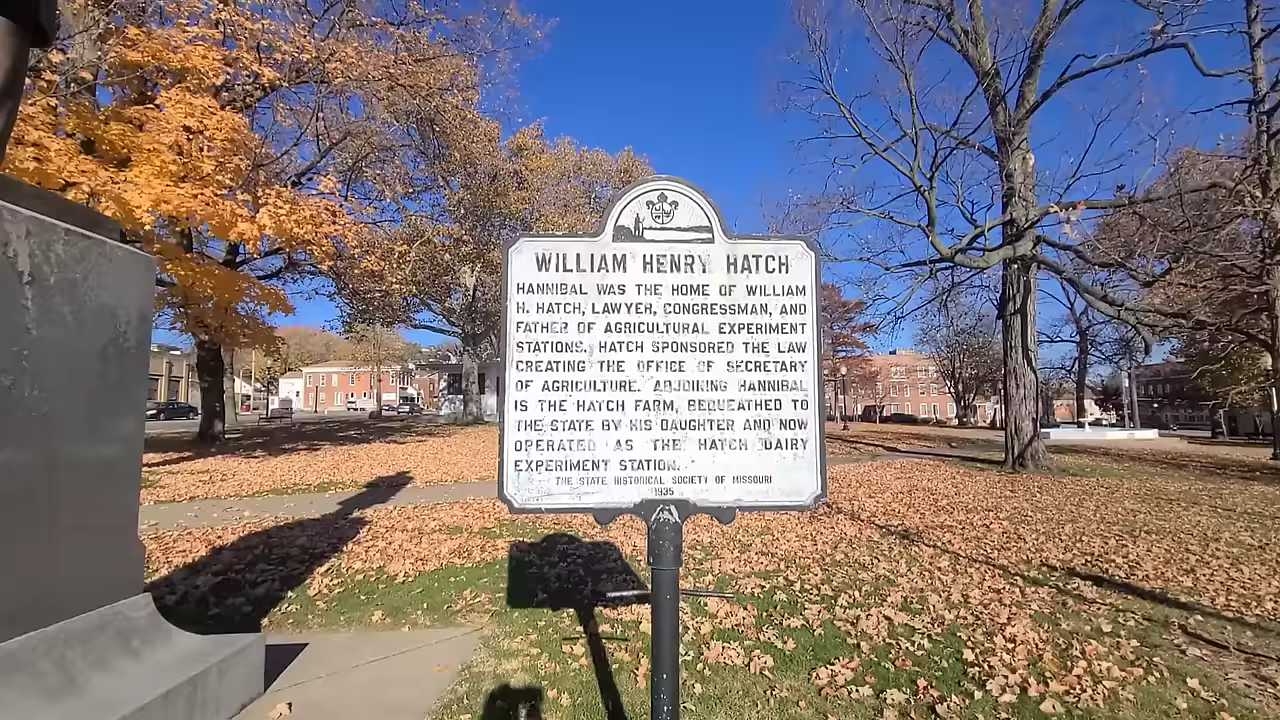 WILLIAM HENRY HATCH
HANNIBAL WAS THE HOME OF WILLIAM
H. HATCH, LAWYER, CONGRESSMAN, AND
FATHER OF AGRICULTURAL EXPERIMENT
STATIONS. HATCH SPONSORED THE LAW
CREATING THE OFFICE OF SECRETARY
OF AGRICULTURE. ADJOINING HANNIBAL
IS THE HATCH FARM, BEQUEATHED TO
THE STATE BY HIS DAUGHTER AND NOW
OPERATED AS THE HATCH DAIRY
EXPERIMENT STATION.
THE STATE HISTORICAL SOCIETY OF MISSOURI
1935